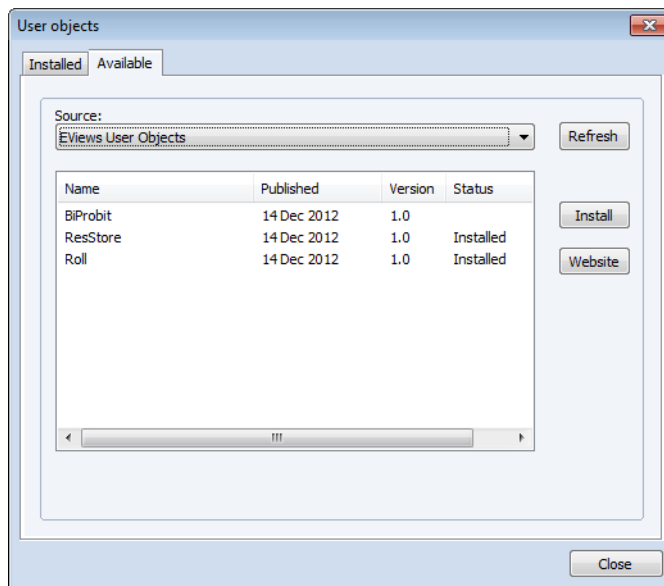 User objects
Installed Available
Source:
EViews User Objects
Refresh
Name Published Version Status
BiProbit 14 Dec 2012 1.0
Install
ResStore 14 Dec 2012 1.0 Installed
Roll 14 Dec 2012 1.0 Installed
Website
Close